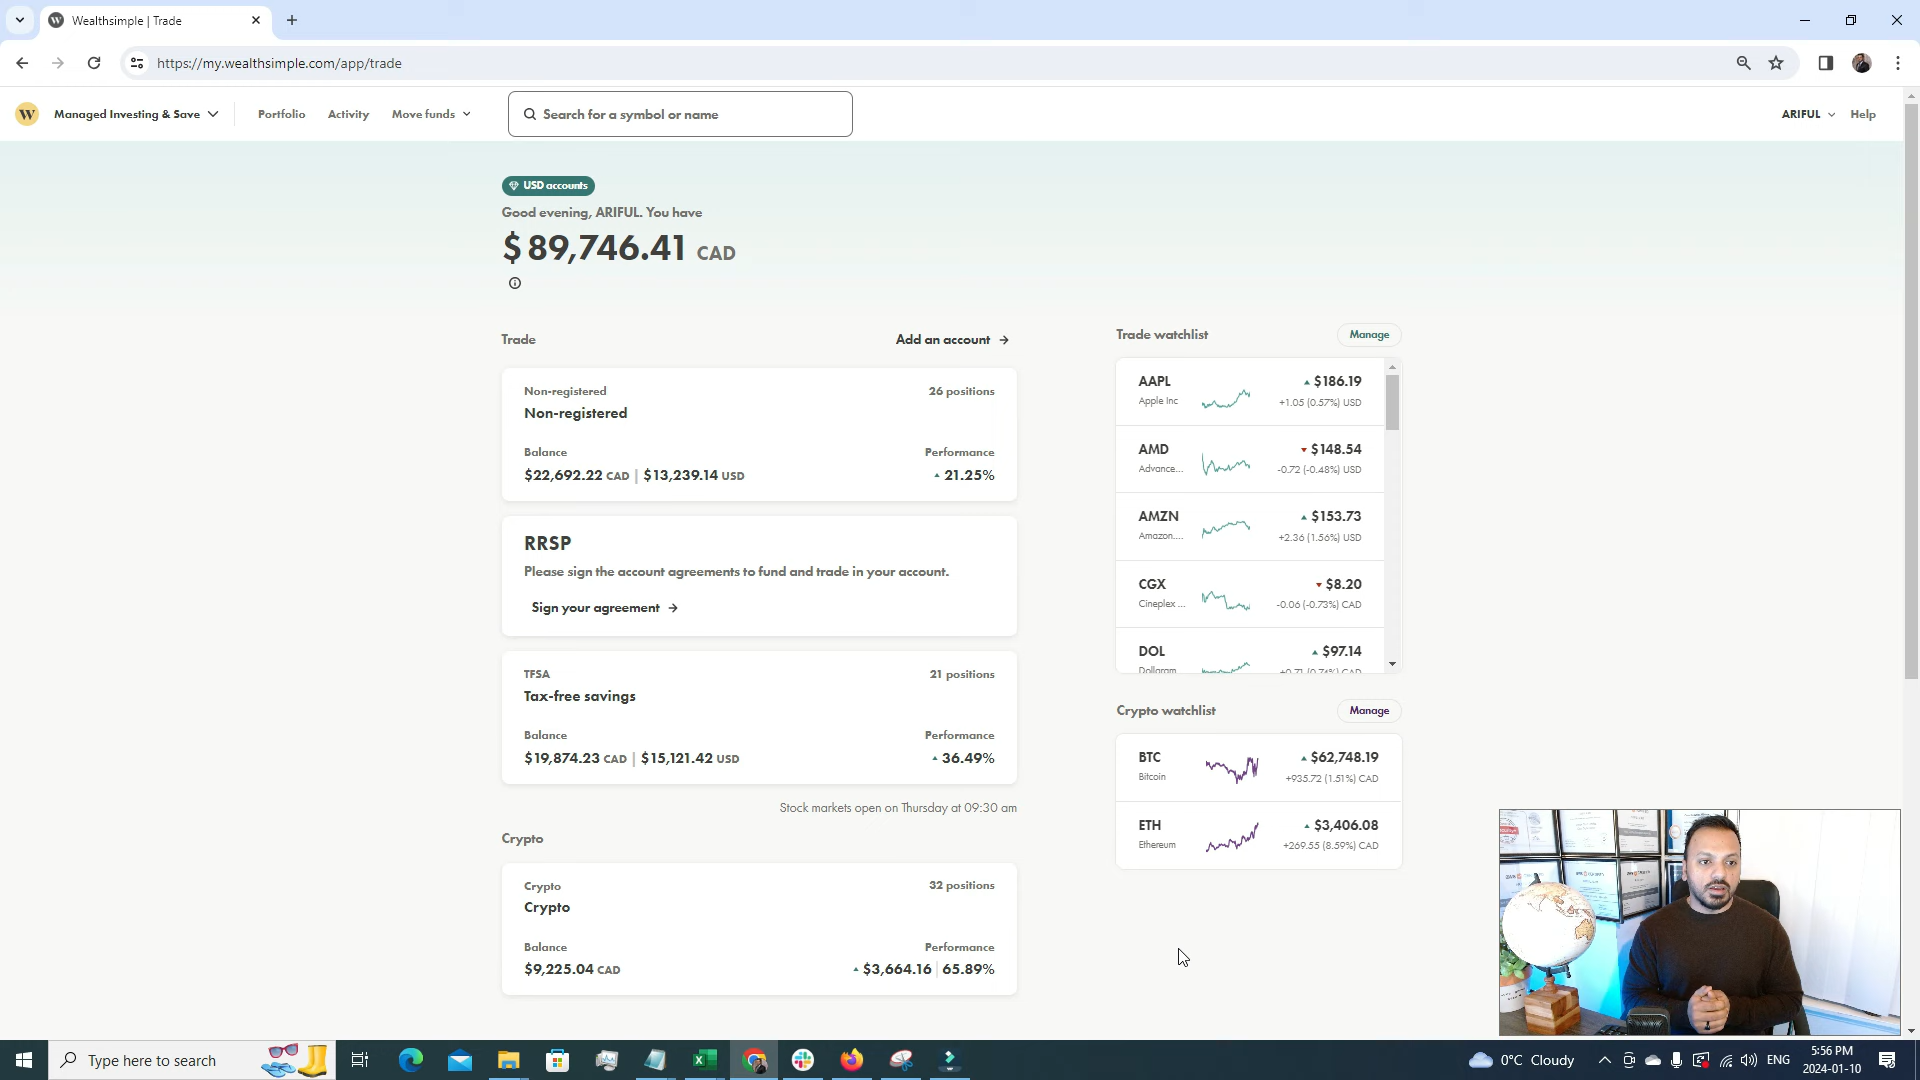 Wealthsimple | Trade
https://my.wealthsimple.com/app/trade
W
Managed Investing & Save
Portfolio
Activity
Move funds
Search for a symbol or name
ARIFUL
Help
USD accounts
Good evening, ARIFUL. You have
$89,746.41 CAD
Trade
Add an account →
Non-registered
26 positions
Non-registered
Balance
Performance
$22,692.22 CAD | $13,239.14 USD
21.25%
RRSP
Please sign the account agreements to fund and trade in your account.
Sign your agreement →
TFSA
21 positions
Tax-free savings
Balance
Performance
$19,874.23 CAD | $15,121.42 USD
36.49%
Stock markets open on Thursday at 09:30 am
Crypto
Crypto
32 positions
Crypto
Balance
Performance
$9,225.04 CAD
$3,664.16 | 65.89%
Trade watchlist
Manage
AAPL
$186.19
Apple Inc
+1.05 (0.57%) USD
AMD
$148.54
Advance...
-0.72 (-0.48%) USD
AMZN
$153.73
Amazon....
+2.36 (1.56%) USD
CGX
$8.20
Cineplex ...
-0.06 (-0.73%) CAD
DOL
$97.14
Dollaram
+0.71 (0.74%) CAD
Crypto watchlist
Manage
BTC
$62,748.19
Bitcoin
+935.72 (1.51%) CAD
ETH
$3,406.08
Ethereum
+269.55 (8.59%) CAD
Type here to search
0°C Cloudy
ENG
5:56 PM
2024-01-10